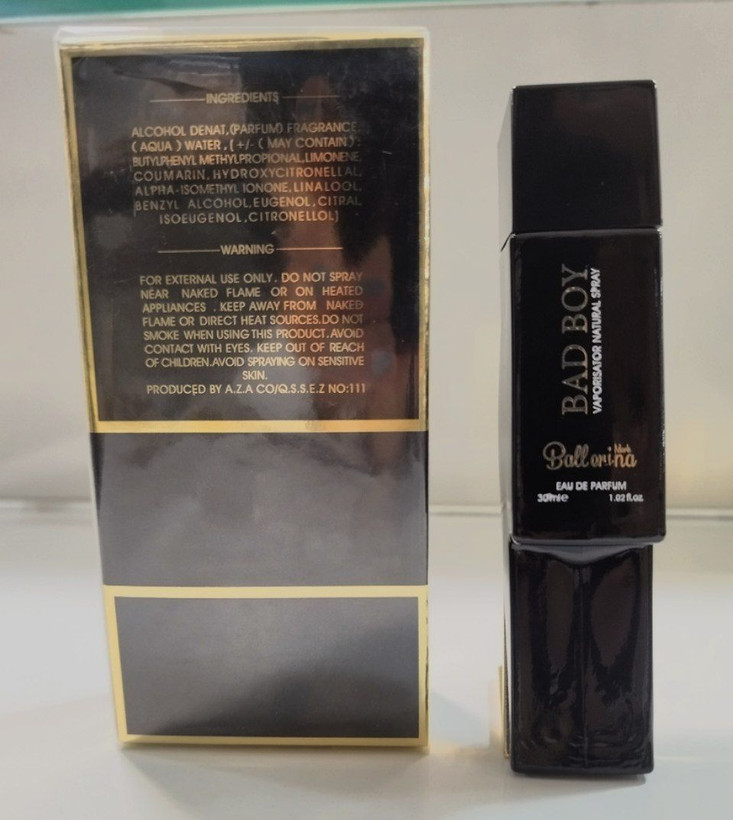 INGREDIENTS
ALCOHOL DENAT,(PARFUM) FRAGRANCE,
( AQUA ) WATER , [ +/- ( MAY CONTAIN ) :
BUTYLPHENYL METHYLPROPIONAL,LIMONENE,
COUMARIN, HYDROXYCITRONELLAL,
ALPHA-ISOMETHYL IONONE, LINALOOL,
BENZYL ALCOHOL, EUGENOL , CITRAL
ISOEUGENOL , CITRONELLOL]
WARNING
FOR EXTERNAL USE ONLY . DO NOT SPRAY
NEAR NAKED FLAME OR ON HEATED
APPLIANCES . KEEP AWAY FROM NAKED
FLAME OR DIRECT HEAT SOURCES.DO NOT
SMOKE WHEN USING THIS PRODUCT.AVOID
CONTACT WITH EYES, KEEP OUT OF REACH
OF CHILDREN.AVOID SPRAYING ON SENSITIVE
SKIN.
PRODUCED BY A.Z.A CO/Q.S.S.E.Z NO:111
BAD BOY
VAPORISATOR NATURAL SPRAY
Ballerina
EAU DE PARFUM
30mle 1.02 fl.oz.